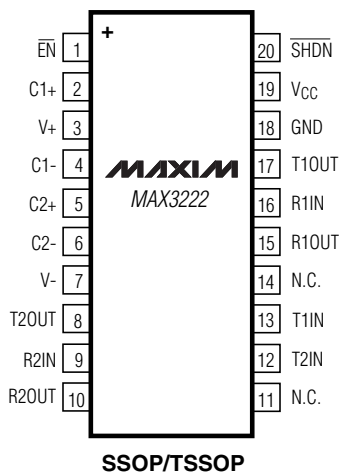 +
EN 1 20 SHDN
C1+ 2 19 VCC
V+ 3 18 GND
C1- 4 MAXIM 17 T1OUT
C2+ 5 MAX3222 16 R1IN
C2- 6 15 R1OUT
V- 7 14 N.C.
T2OUT 8 13 T1IN
R2IN 9 12 T2IN
R2OUT 10 11 N.C.
SSOP/TSSOP